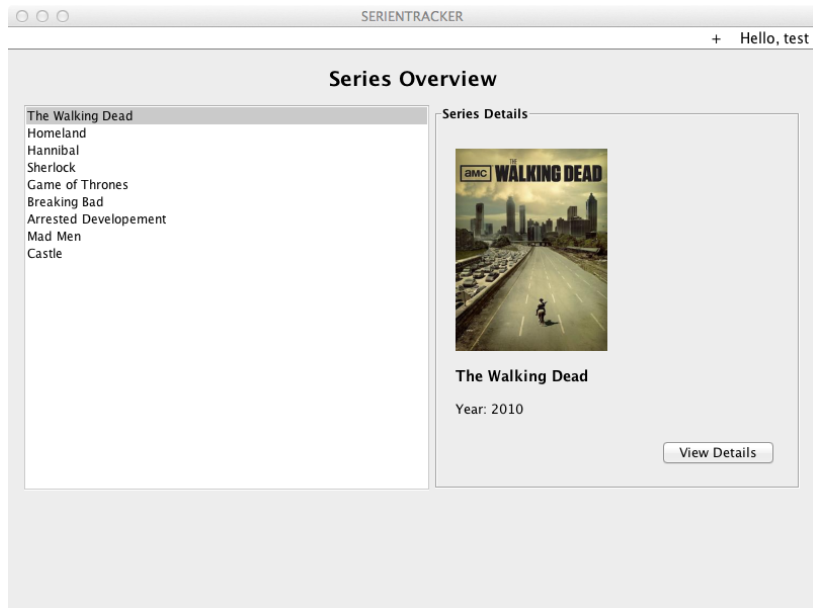 SERIENTRACKER
+ Hello, test
Series Overview
The Walking Dead
Homeland
Hannibal
Sherlock
Game of Thrones
Breaking Bad
Arrested Developement
Mad Men
Castle
Series Details
amc THE WALKING DEAD
The Walking Dead
Year: 2010
View Details